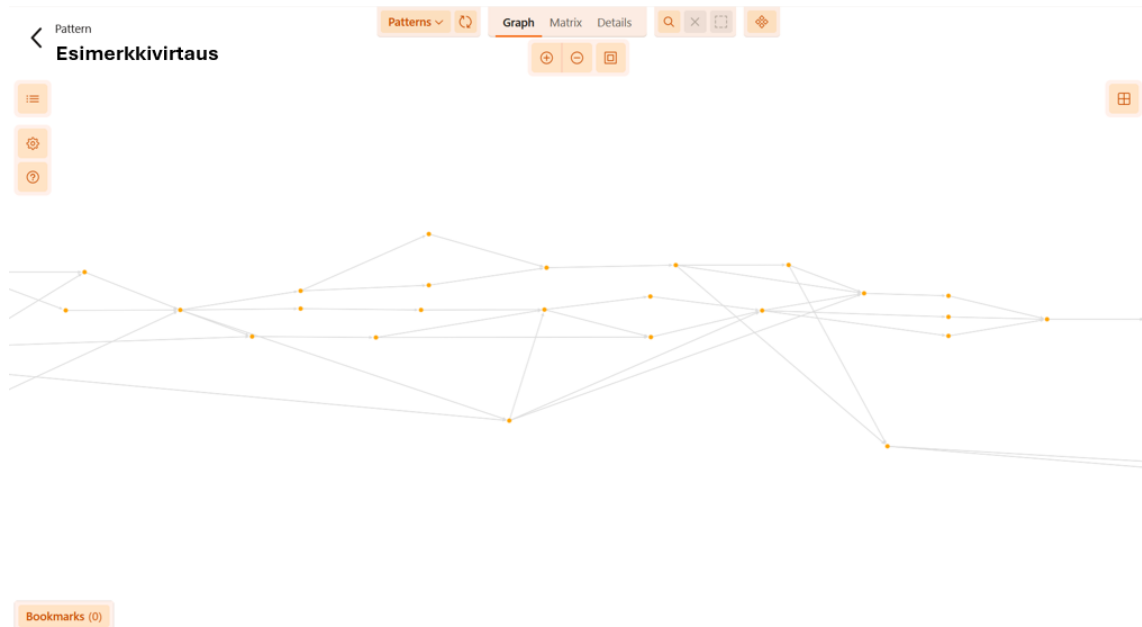 Pattern
Esimerkkivirtaus
Patterns
Graph Matrix Details
Bookmarks (0)